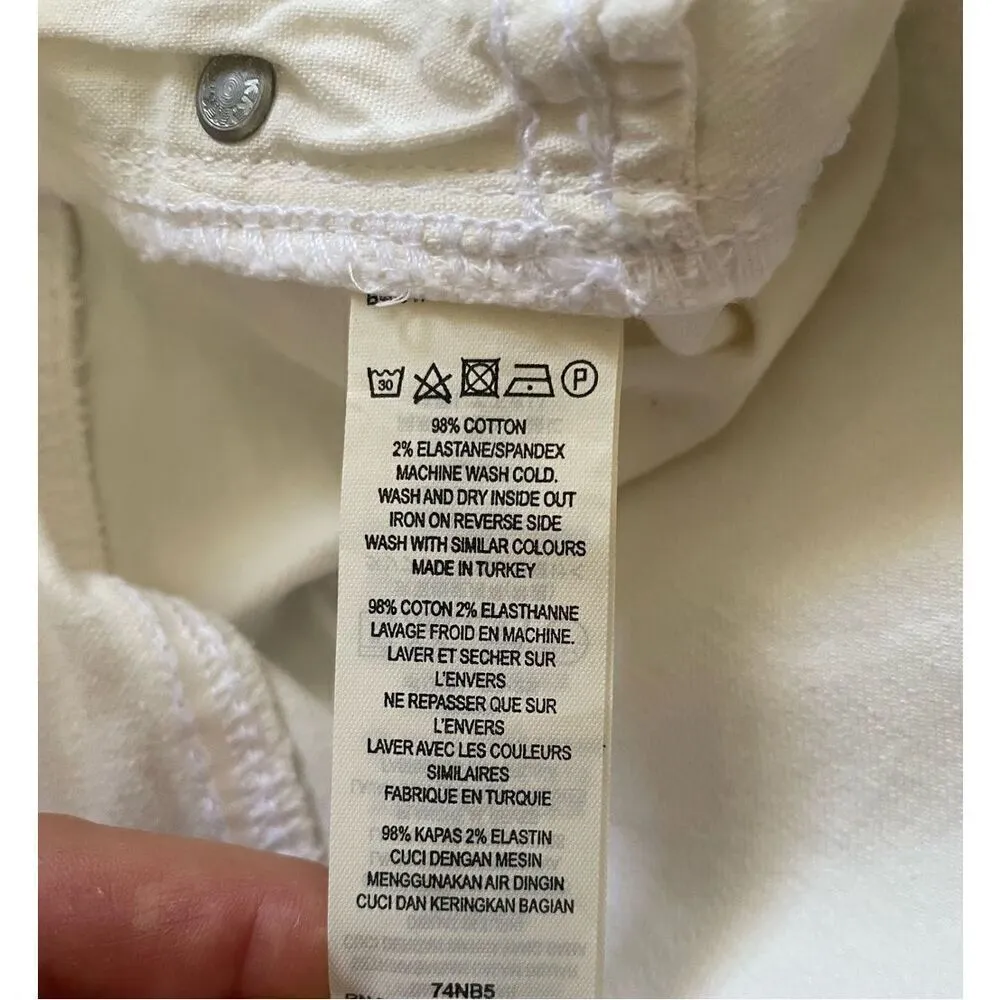 30
P
98% COTTON
2% ELASTANE/SPANDEX
MACHINE WASH COLD.
WASH AND DRY INSIDE OUT
IRON ON REVERSE SIDE
WASH WITH SIMILAR COLOURS
MADE IN TURKEY
98% COTON 2% ELASTHANNE
LAVAGE FROID EN MACHINE.
LAVER ET SECHER SUR
L'ENVERS
NE REPASSER QUE SUR
L'ENVERS
LAVER AVEC LES COULEURS
SIMILAIRES
FABRIQUE EN TURQUIE
98% KAPAS 2% ELASTIN
CUCI DENGAN MESIN
MENGGUNAKAN AIR DINGIN
CUCI DAN KERINGKAN BAGIAN
74NB5